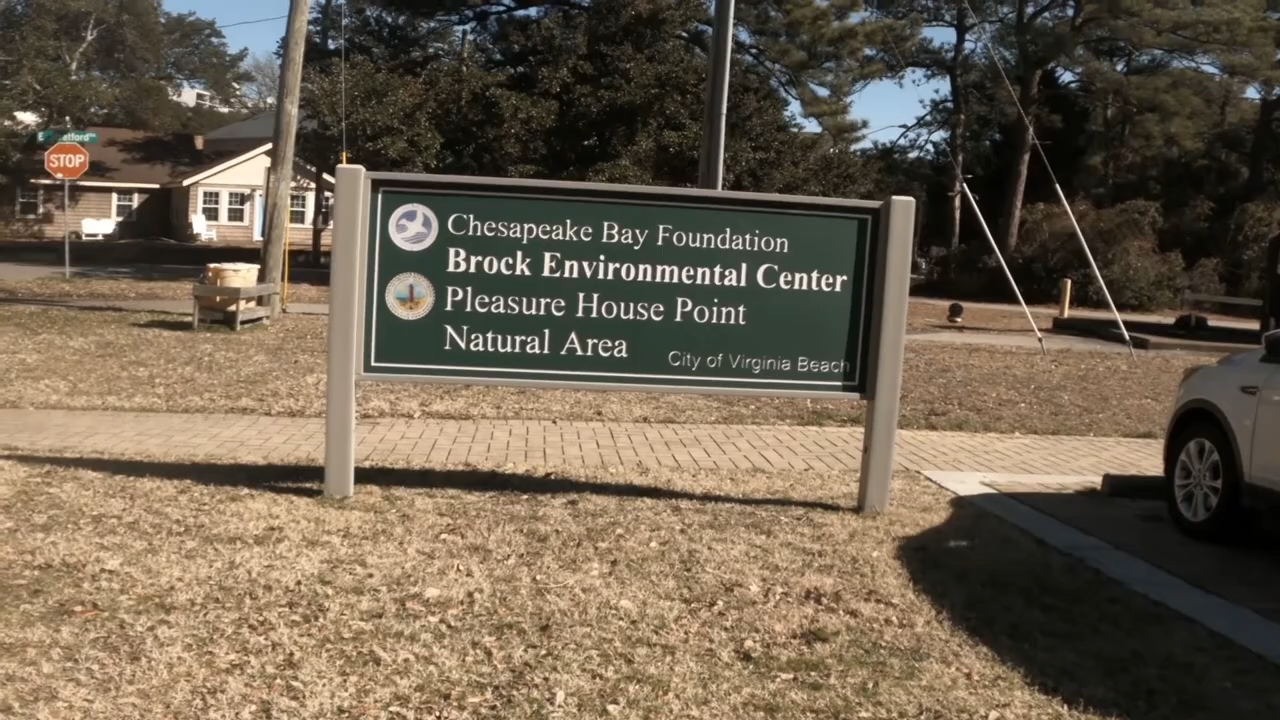 STOP
Chesapeake Bay Foundation
Brock Environmental Center
Pleasure House Point
Natural Area
City of Virginia Beach